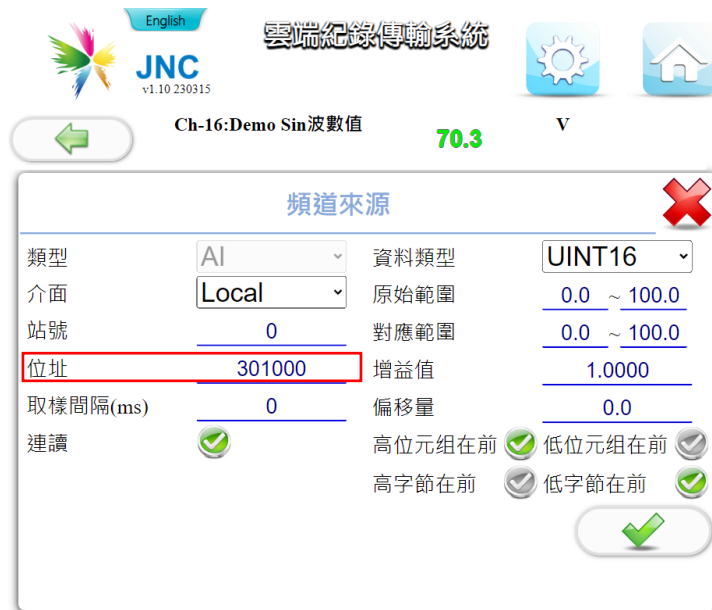 English
雲端紀錄傳輸系統
JNC
v1.10 230315
Ch-16:Demo Sin波數值 70.3 V
頻道來源
類型 AI 資料類型 UINT16
介面 Local 原始範圍 0.0 ~ 100.0
站號 0 對應範圍 0.0 ~ 100.0
位址 301000 增益值 1.0000
取樣間隔(ms) 0 偏移量 0.0
連讀 高位元组在前 低位元组在前
高字節在前 低字節在前